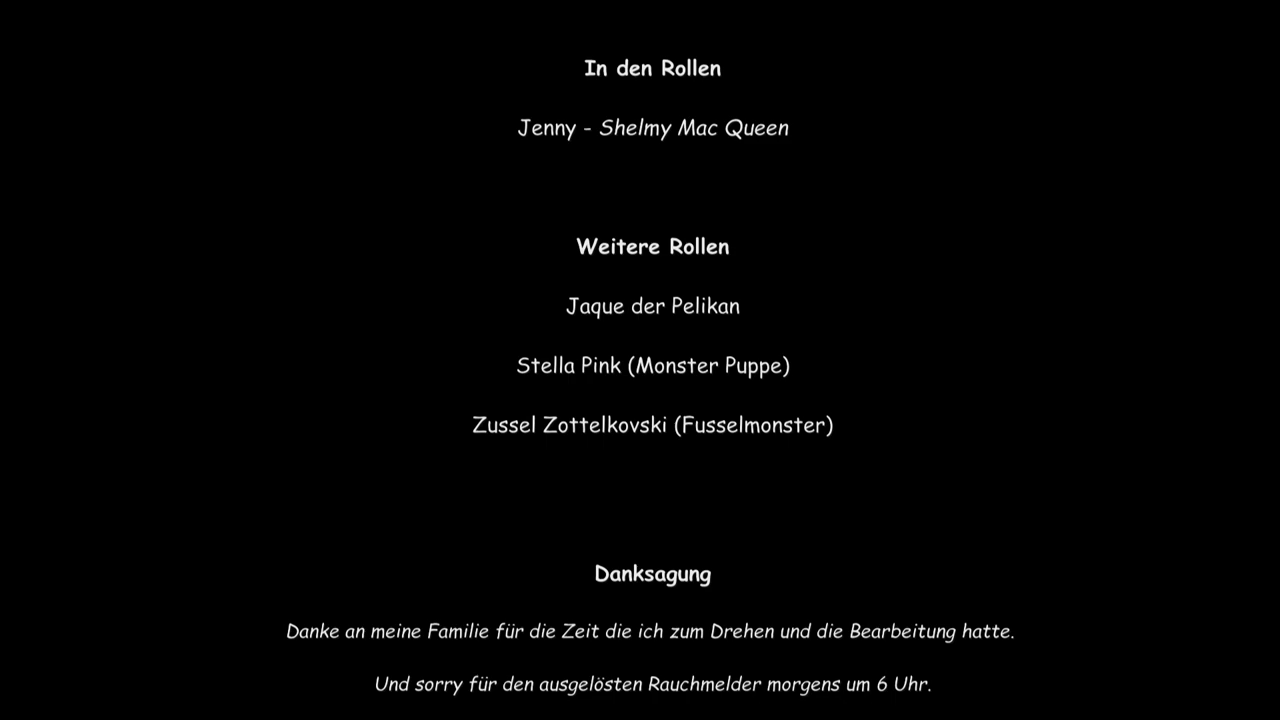 In den Rollen
Jenny - Shelmy Mac Queen
Weitere Rollen
Jaque der Pelikan
Stella Pink (Monster Puppe)
Zussel Zottelkovski (Fusselmonster)
Danksagung
Danke an meine Familie für die Zeit die ich zum Drehen und die Bearbeitung hatte.
Und sorry für den ausgelösten Rauchmelder morgens um 6 Uhr.